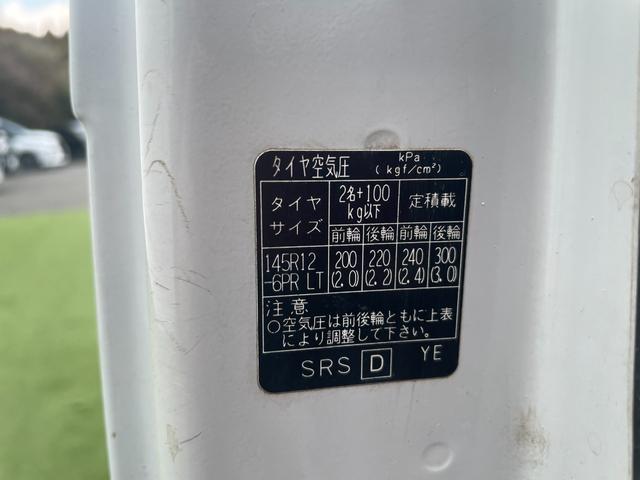 タイヤ空気圧 kPa
(kgf/cm²)
タイヤ
サイズ
2名+100
kg以下
定積載
前輪 後輪 前輪 後輪
145R12 200 220 240 300
-6PR LT (2.0) (2.2) (2.4) (3.0)
注意
○空気圧は前後輪ともに上表
により調整して下さい。
SRS D YE